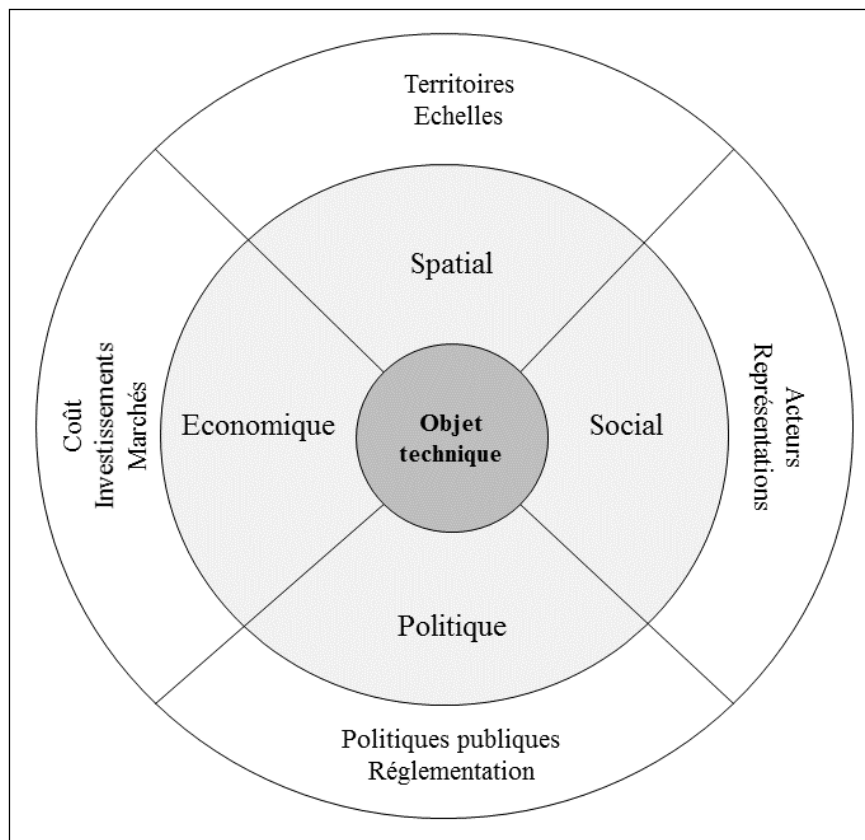 Territoires
Echelles
Spatial
Coût
Investissements
Marchés
Economique
Objet
technique
Social
Acteurs
Représentations
Politique
Politiques publiques
Réglementation